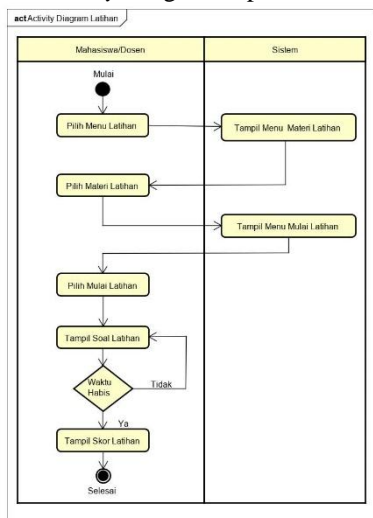 act Activity Diagram Latihan
Mahasiswa/Dosen
Sistem
Mulai
Pilih Menu Latihan
Tampil Menu Materi Latihan
Pilih Materi Latihan
Tampil Menu Mulai Latihan
Pilih Mulai Latihan
Tampil Soal Latihan
Waktu
Habis
Tidak
Ya
Tampil Skor Latihan
Selesai